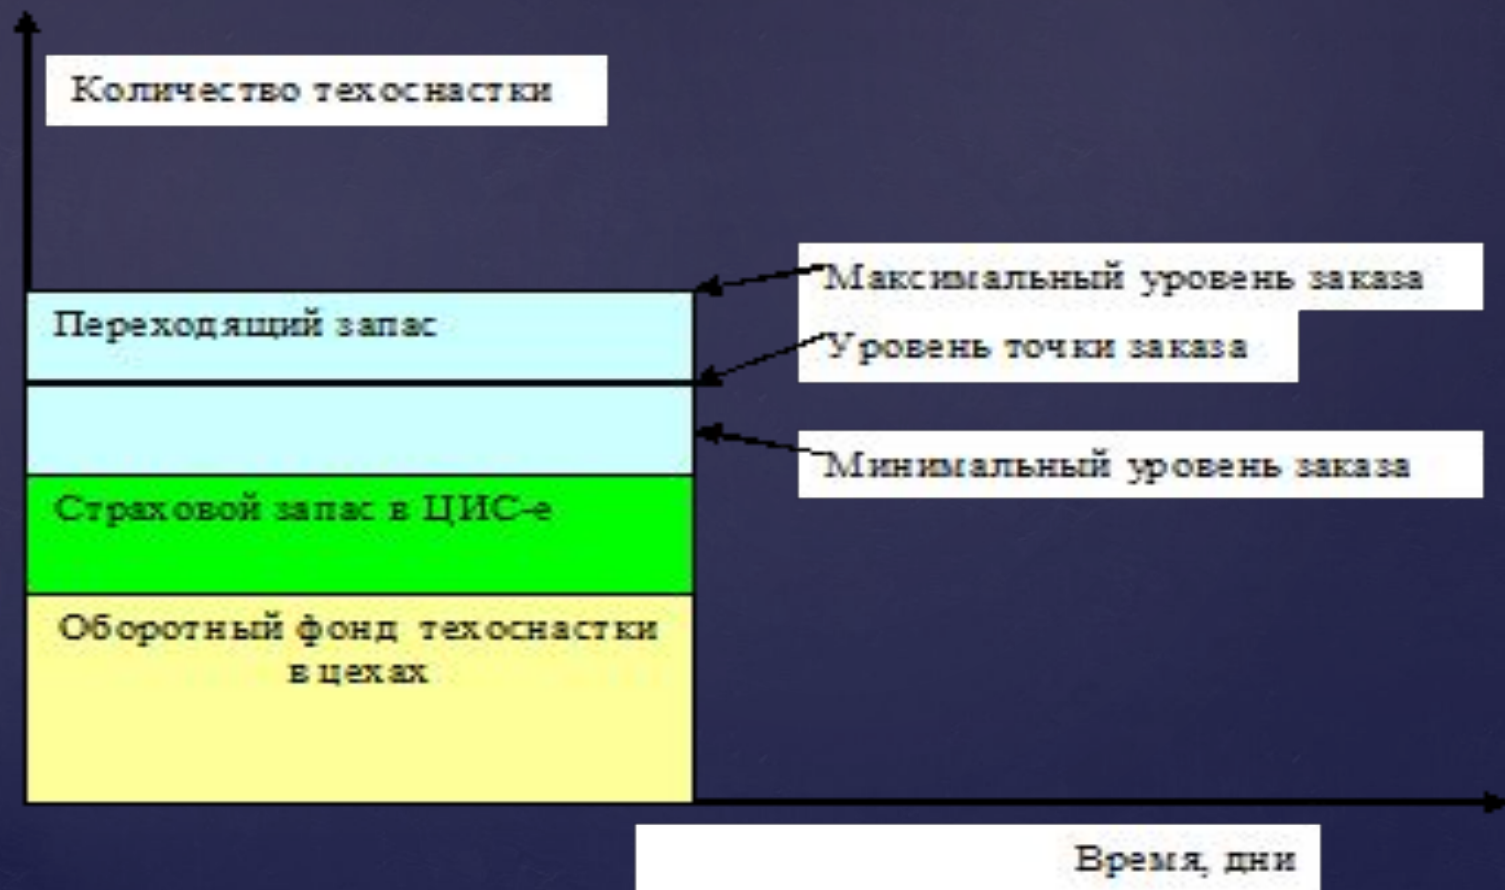 Количество техоснастки
Максимальный уровень заказа
Переходящий запас
Уровень точки заказа
Минимальный уровень заказа
Страховой запас в ЦИС-е
Оборотный фонд техоснастки
в цехах
Время, дни